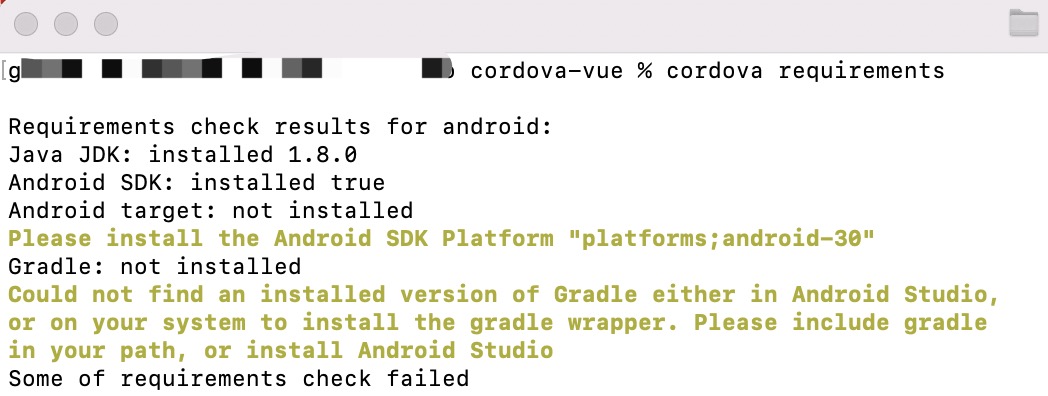 cordova-vue % cordova requirements
Requirements check results for android:
Java JDK: installed 1.8.0
Android SDK: installed true
Android target: not installed
Please install the Android SDK Platform "platforms;android-30"
Gradle: not installed
Could not find an installed version of Gradle either in Android Studio,
or on your system to install the gradle wrapper. Please include gradle
in your path, or install Android Studio
Some of requirements check failed